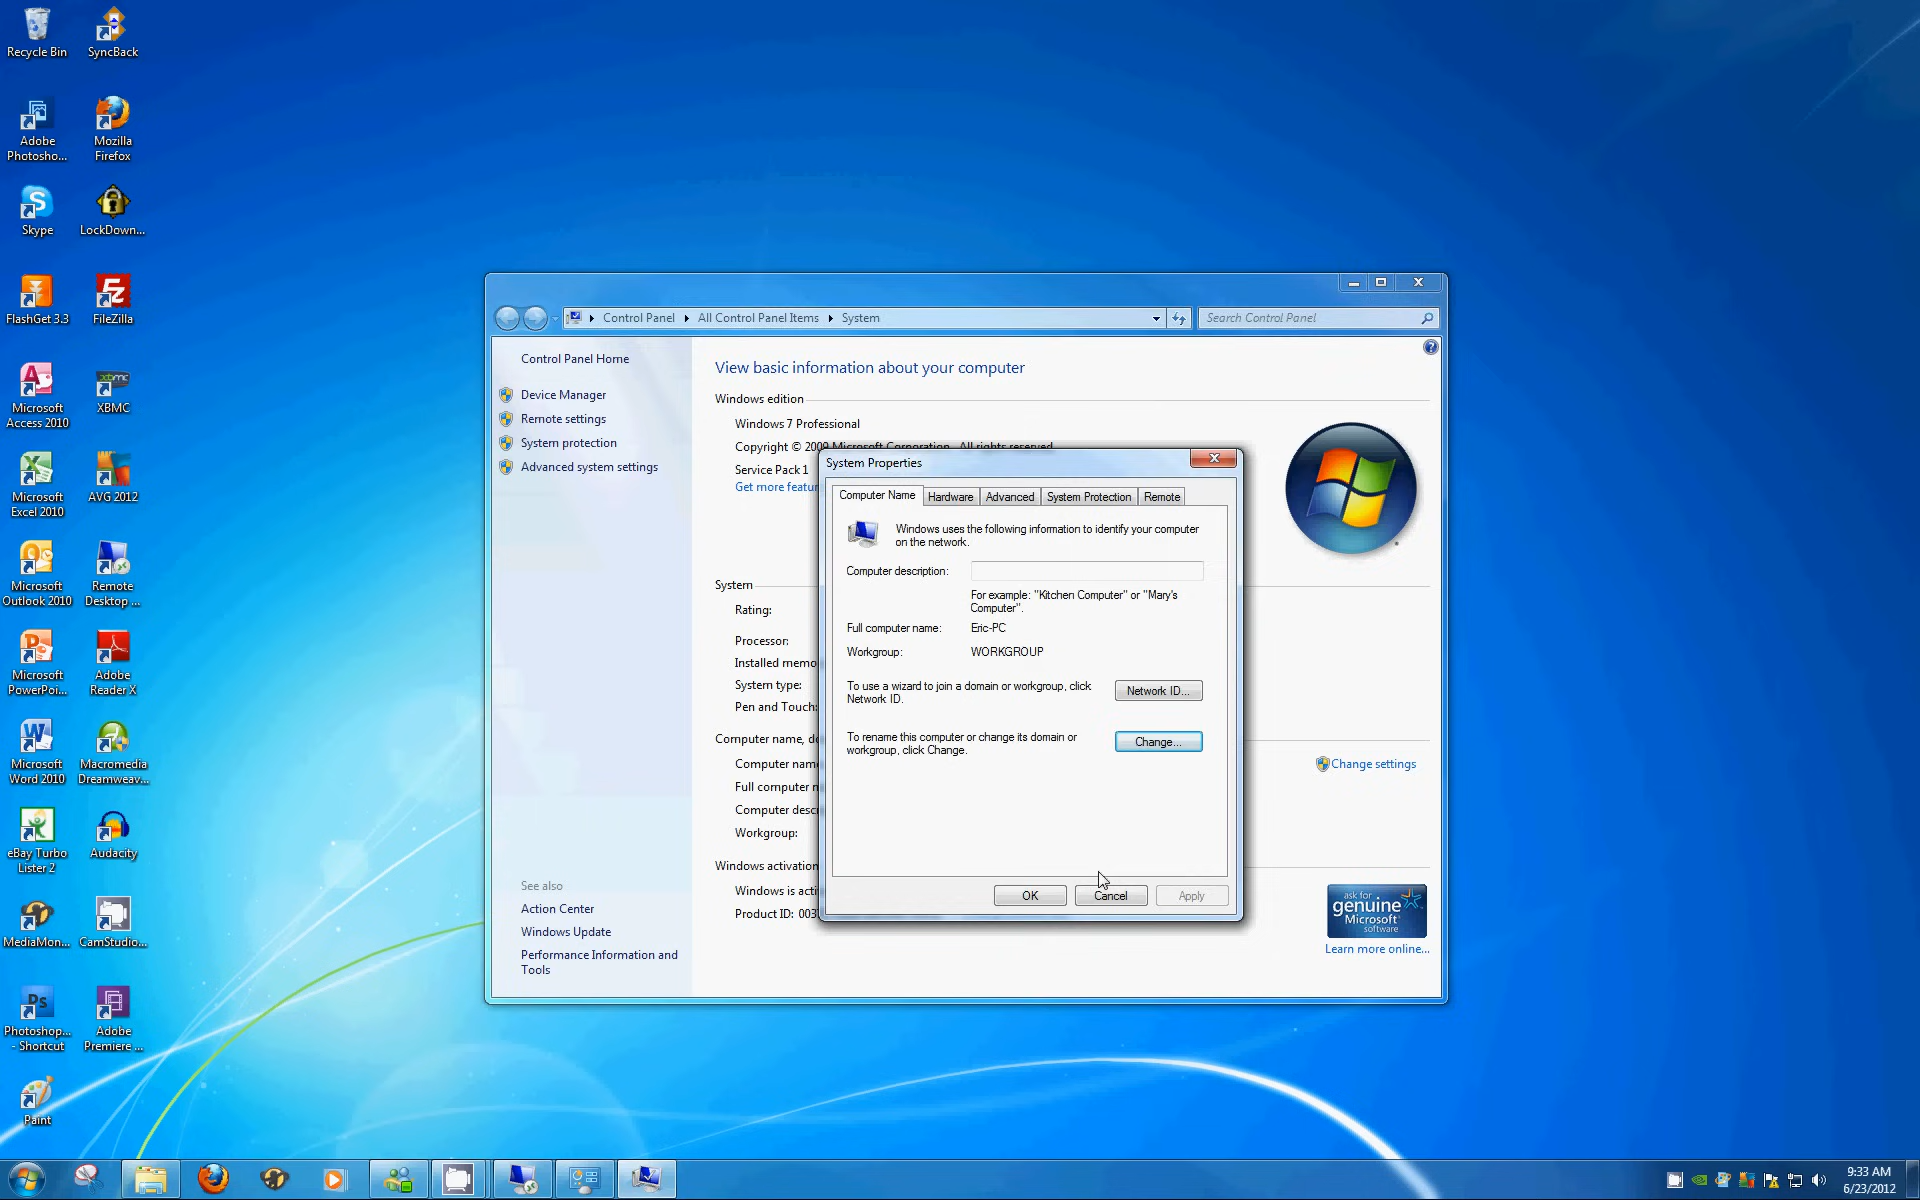 Recycle Bin
SyncBack
Adobe
Photosho...
Mozilla
Firefox
Skype
LockDown...
FlashGet 3.3
FileZilla
Microsoft
Access 2010
XBMC
Microsoft
Excel 2010
AVG 2012
Microsoft
Outlook 2010
Remote
Desktop ...
Microsoft
PowerPoi...
Adobe
Reader X
Microsoft
Word 2010
Macromedia
Dreamweav...
eBay Turbo
Lister 2
Audacity
MediaMon...
CamStudio...
Photoshop...
- Shortcut
Adobe
Premiere ...
Paint
Control Panel
All Control Panel Items
System
Search Control Panel
Control Panel Home
Device Manager
Remote settings
System protection
Advanced system settings
See also
Action Center
Windows Update
Performance Information and
Tools
View basic information about your computer
Windows edition
Windows 7 Professional
Copyright © 2009 Microsoft Corporation. All rights reserved.
Service Pack 1
Get more featur
System
Rating:
Processor:
Installed memo
System type:
Pen and Touch:
Computer name, do
Computer name
Full computer n
Computer desc
Workgroup:
Windows activation
Windows is acti
Product ID: 003
Change settings
ask for
genuine
Microsoft
software
Learn more online...
System Properties
Computer Name
Hardware
Advanced
System Protection
Remote
Windows uses the following information to identify your computer
on the network.
Computer description:
For example: "Kitchen Computer" or "Mary's
Computer".
Full computer name: Eric-PC
Workgroup: WORKGROUP
To use a wizard to join a domain or workgroup, click
Network ID.
Network ID...
To rename this computer or change its domain or
workgroup, click Change.
Change...
OK
Cancel
Apply
9:33 AM
6/23/2012